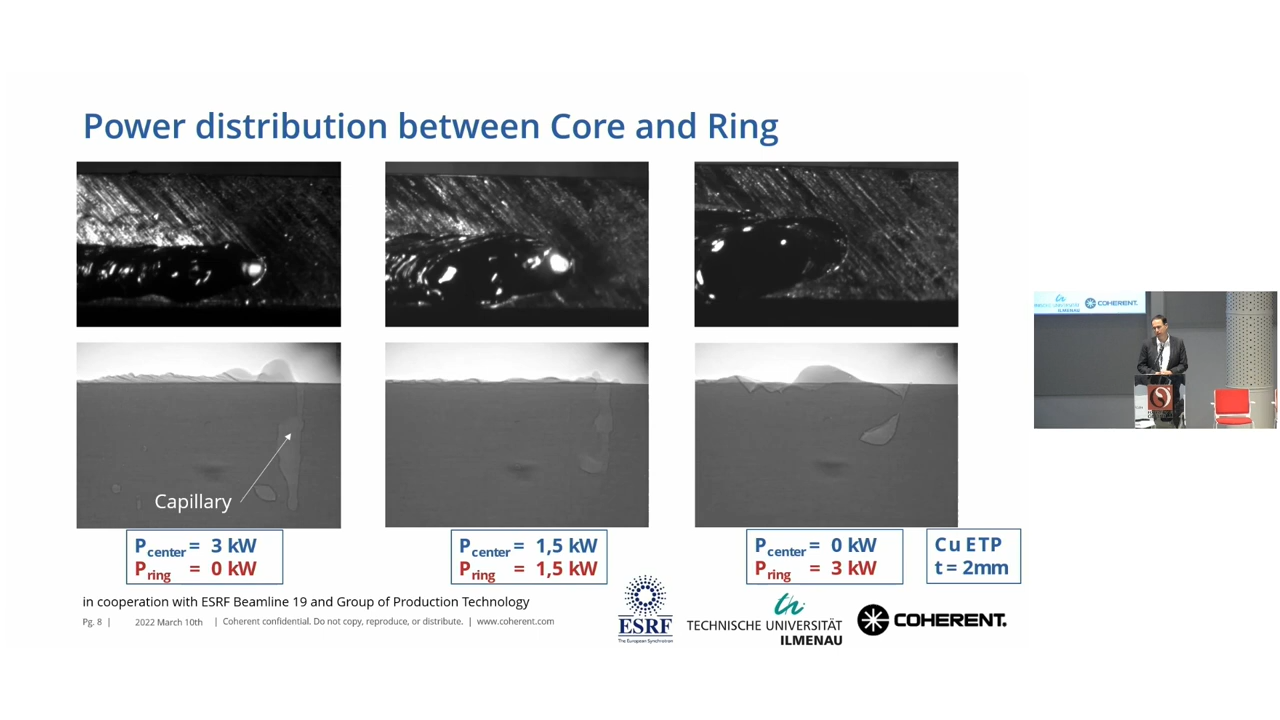 Power distribution between Core and Ring
Capillary
Pcenter = 3 kW
Pring = 0 kW
Pcenter = 1,5 kW
Pring = 1,5 kW
Pcenter = 0 kW
Pring = 3 kW
Cu ETP
t = 2mm
in cooperation with ESRF Beamline 19 and Group of Production Technology
Pg. 8 | 2022 March 10th | Coherent confidential. Do not copy, reproduce, or distribute. | www.coherent.com
ESRF
The European Synchrotron
th
TECHNISCHE UNIVERSITÄT
ILMENAU
COHERENT.
th
COHERENT.
ILMENAU